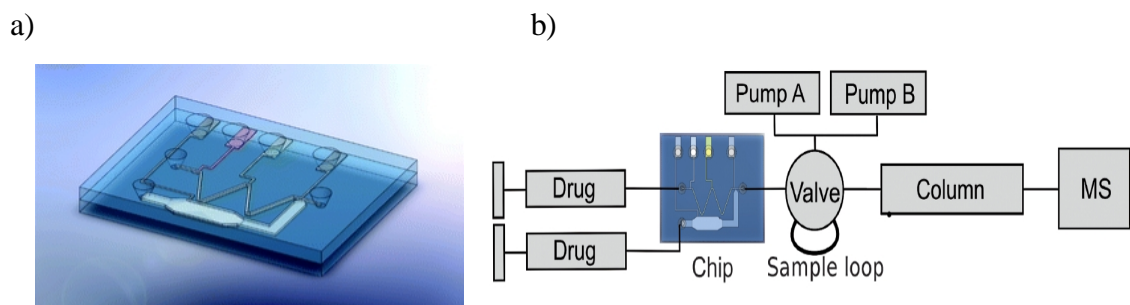 a)
b)
Pump A
Pump B
Drug
Valve
Column
MS
Drug
Chip
Sample loop